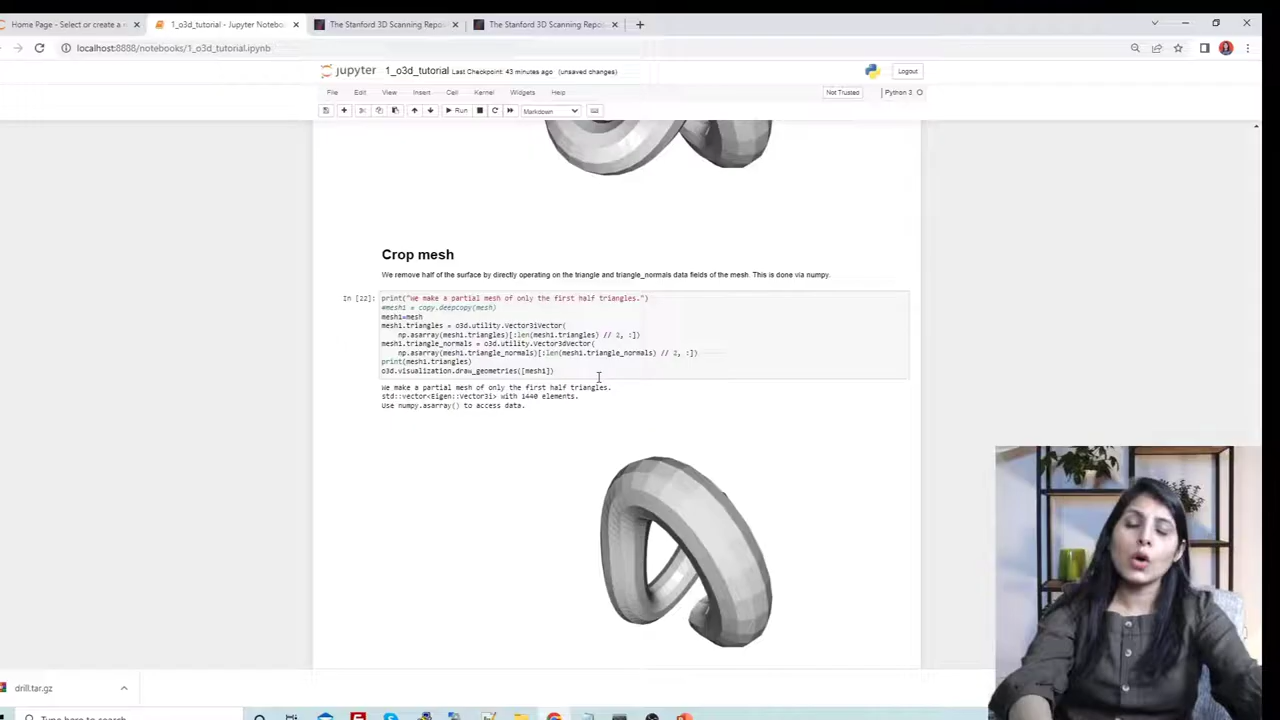 Home Page - Select or create a n
1_o3d_tutorial - Jupyter Notebo
The Stanford 3D Scanning Repo
The Stanford 3D Scanning Repo
localhost:8888/notebooks/1_o3d_tutorial.ipynb
jupyter 1_o3d_tutorial Last Checkpoint: 43 minutes ago (unsaved changes)
Logout
File Edit View Insert Cell Kernel Widgets Help
Not Trusted
Python 3
Run
Markdown
Crop mesh
We remove half of the surface by directly operating on the triangle and triangle_normals data fields of the mesh. This is done via numpy.
In [22]:
print("We make a partial mesh of only the first half triangles.")
#mesh1 = copy.deepcopy(mesh)
mesh1=mesh
mesh1.triangles = o3d.utility.Vector3iVector(
np.asarray(mesh1.triangles)[:len(mesh1.triangles) // 2, :])
mesh1.triangle_normals = o3d.utility.Vector3dVector(
np.asarray(mesh1.triangle_normals)[:len(mesh1.triangle_normals) // 2, :])
print(mesh1.triangles)
o3d.visualization.draw_geometries([mesh1])
We make a partial mesh of only the first half triangles.
std::vector<Eigen::Vector3i> with 1440 elements.
Use numpy.asarray() to access data.
drill.tar.gz
Type here to search